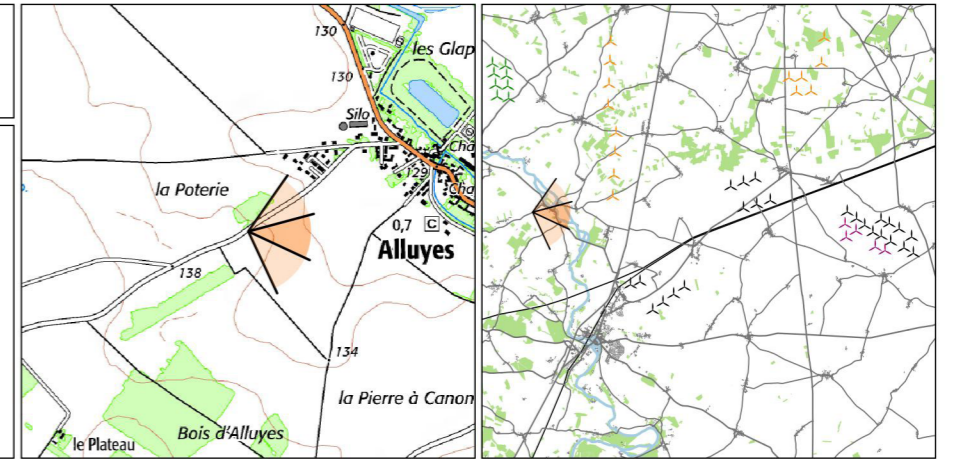 130
les Glap
130
Silo
Cha
129
la Poterie
Cha
0,7 C
Alluyes
138
134
la Pierre à Canon
Bois d'Alluyes
le Plateau